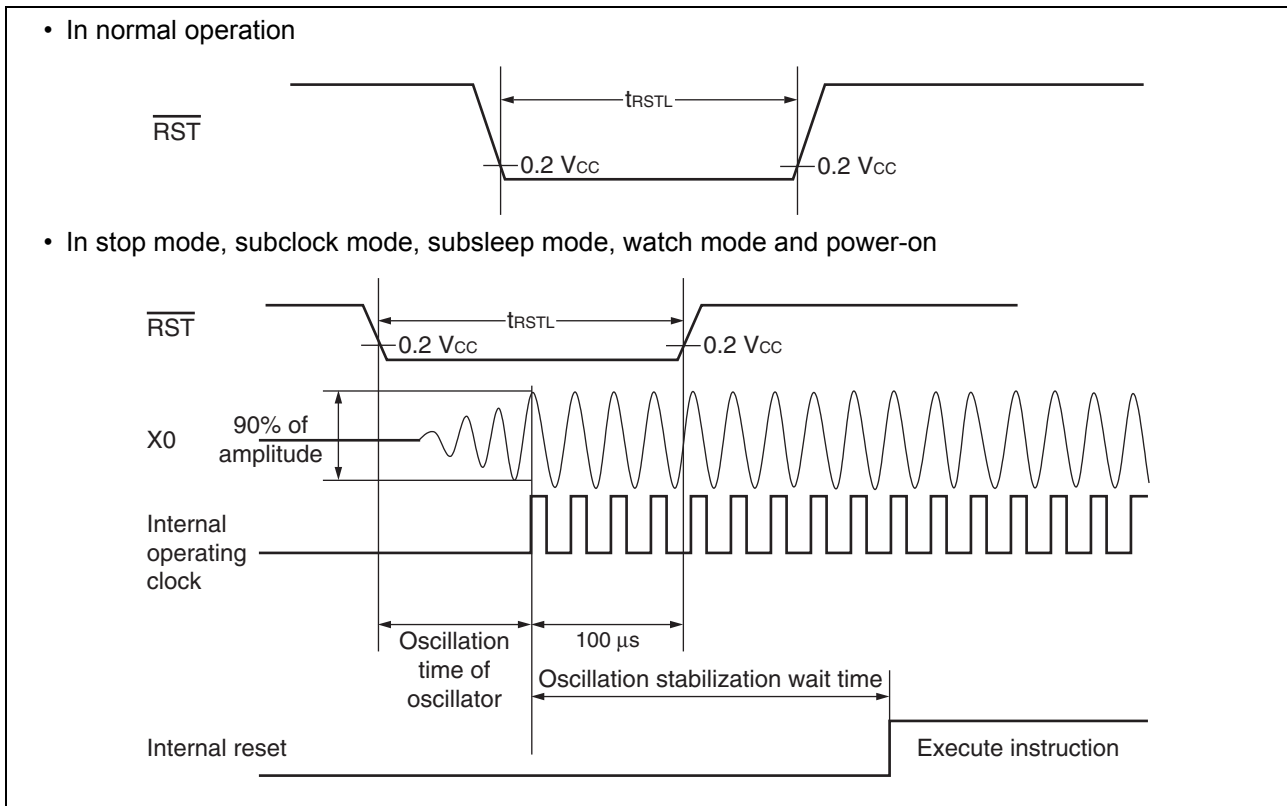 • In normal operation
tRSTL
RST
0.2 VCC
0.2 VCC
• In stop mode, subclock mode, subsleep mode, watch mode and power-on
RST
tRSTL
0.2 VCC
0.2 VCC
X0
90% of
amplitude
Internal
operating
clock
Oscillation
time of
oscillator
100 μs
Oscillation stabilization wait time
Internal reset
Execute instruction